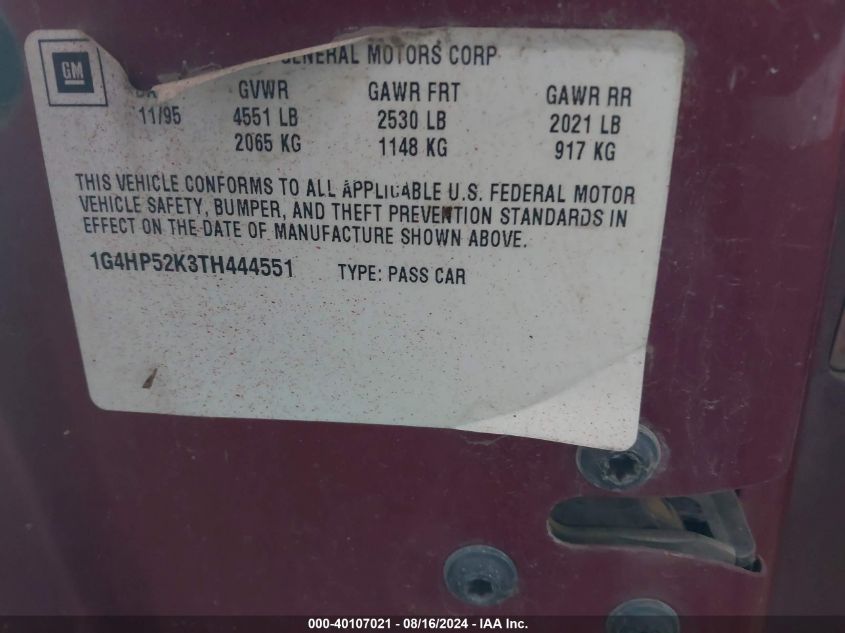 GM
GENERAL MOTORS CORP
GVWR GAWR FRT GAWR RR
11/95 4551 LB 2530 LB 2021 LB
2065 KG 1148 KG 917 KG
THIS VEHICLE CONFORMS TO ALL APPLICABLE U.S. FEDERAL MOTOR
VEHICLE SAFETY, BUMPER, AND THEFT PREVENTION STANDARDS IN
EFFECT ON THE DATE OF MANUFACTURE SHOWN ABOVE.
1G4HP52K3TH444551 TYPE: PASS CAR
000-40107021 - 08/16/2024 - IAA Inc.